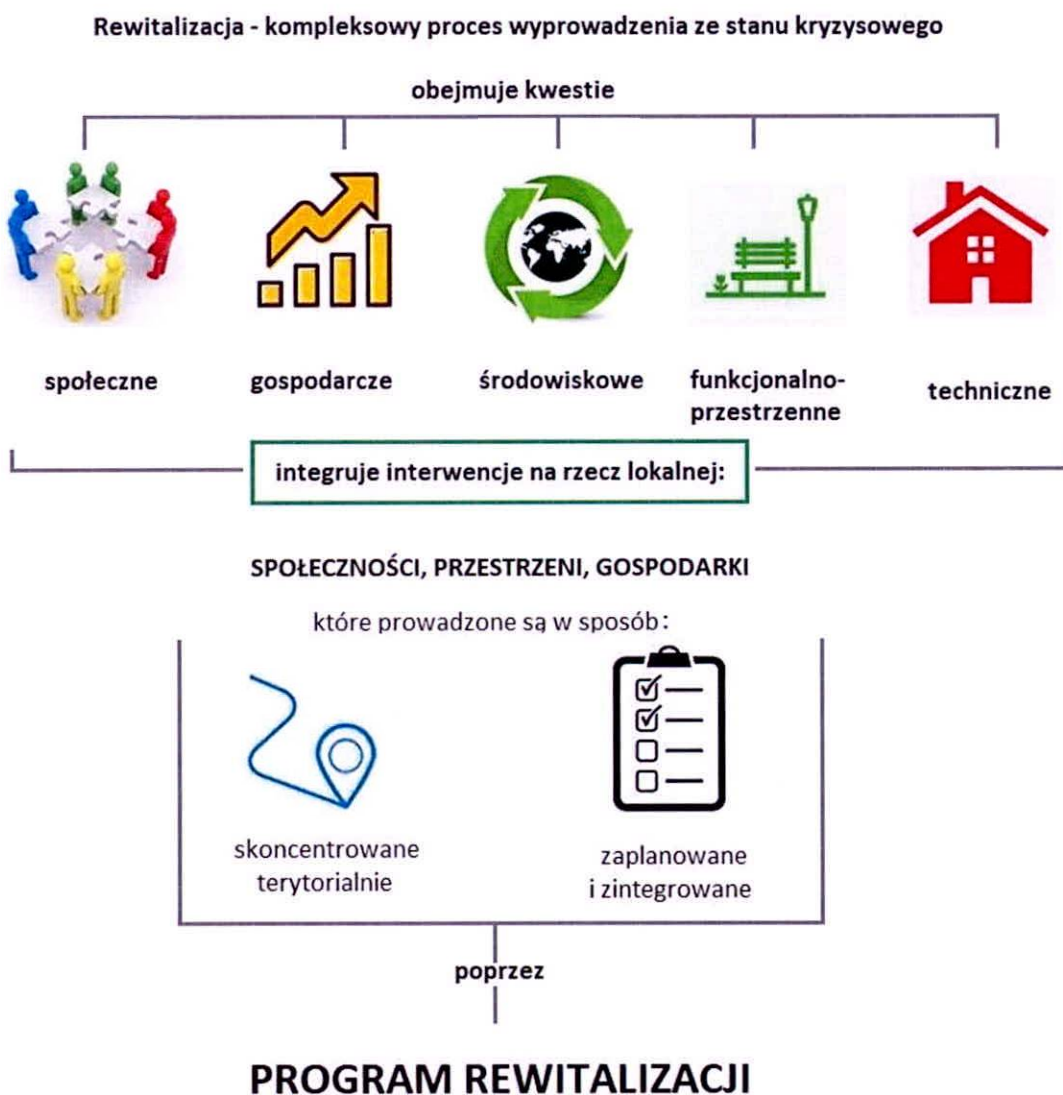 Rewitalizacja - kompleksowy proces wyprowadzenia ze stanu kryzysowego
obejmuje kwestie
społeczne
gospodarcze
środowiskowe
funkcjonalno-
przestrzenne
techniczne
integruje interwencje na rzecz lokalnej:
SPOŁECZNOŚCI, PRZESTRZENI, GOSPODARKI
które prowadzone są w sposób:
skoncentrowane
terytorialnie
zaplanowane
i zintegrowane
poprzez
PROGRAM REWITALIZACJI